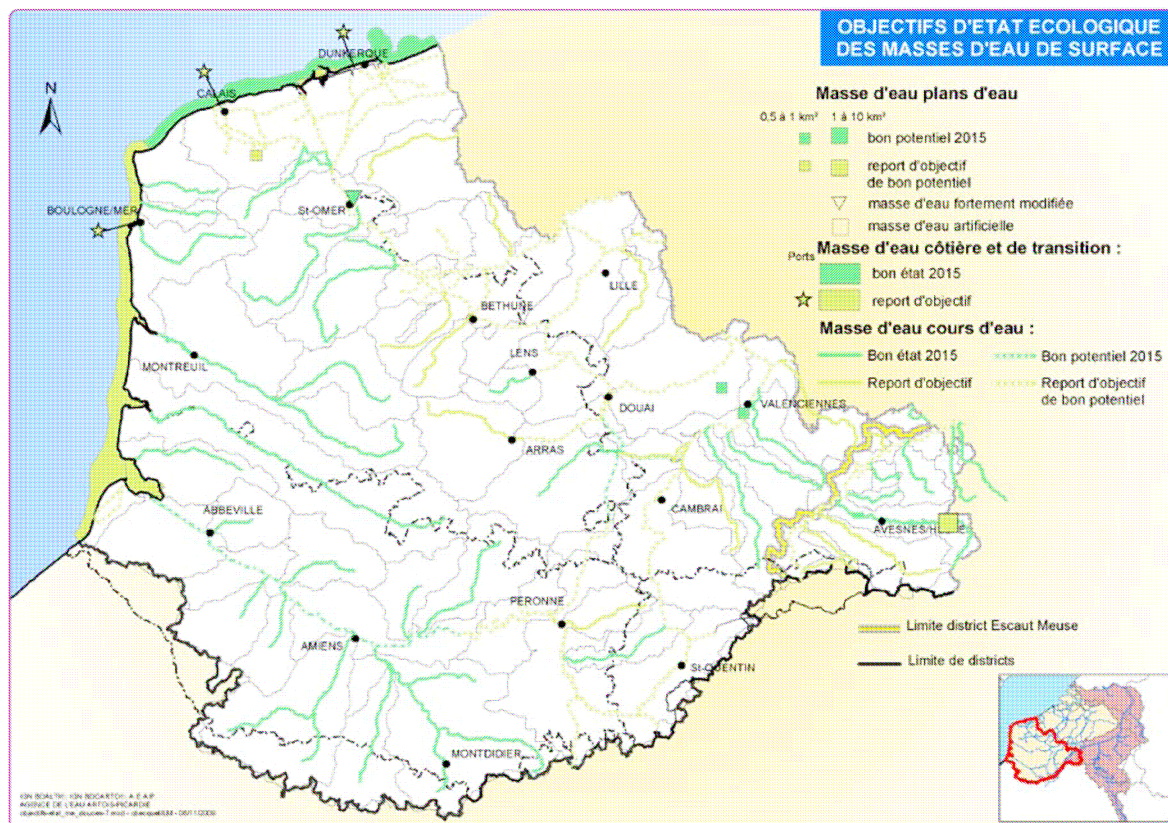 OBJECTIFS D'ETAT ECOLOGIQUE
DES MASSES D'EAU DE SURFACE
Masse d'eau plans d'eau
0.5 à 1 km² 1 à 10 km²
bon potentiel 2015
report d'objectif
de bon potentiel
masse d'eau fortement modifiée
masse d'eau artificielle
Masse d'eau côtière et de transition :
Ports
bon état 2015
report d'objectif
Masse d'eau cours d'eau :
Bon état 2015
Bon potentiel 2015
Report d'objectif
Report d'objectif
de bon potentiel
N
DUNKERQUE
CALAIS
BOULOGNE/MER
St-OMER
LILLE
BETHUNE
LENS
MONTREUIL
DOUAI
VALENCIENNES
ARRAS
CAMBRAI
ABBEVILLE
PERONNE
AMIENS
St-QUENTIN
MONTDIDIER
Limite district Escaut Meuse
Limite de districts
AGENCE DE L'EAU ARTOIS-PICARDIE